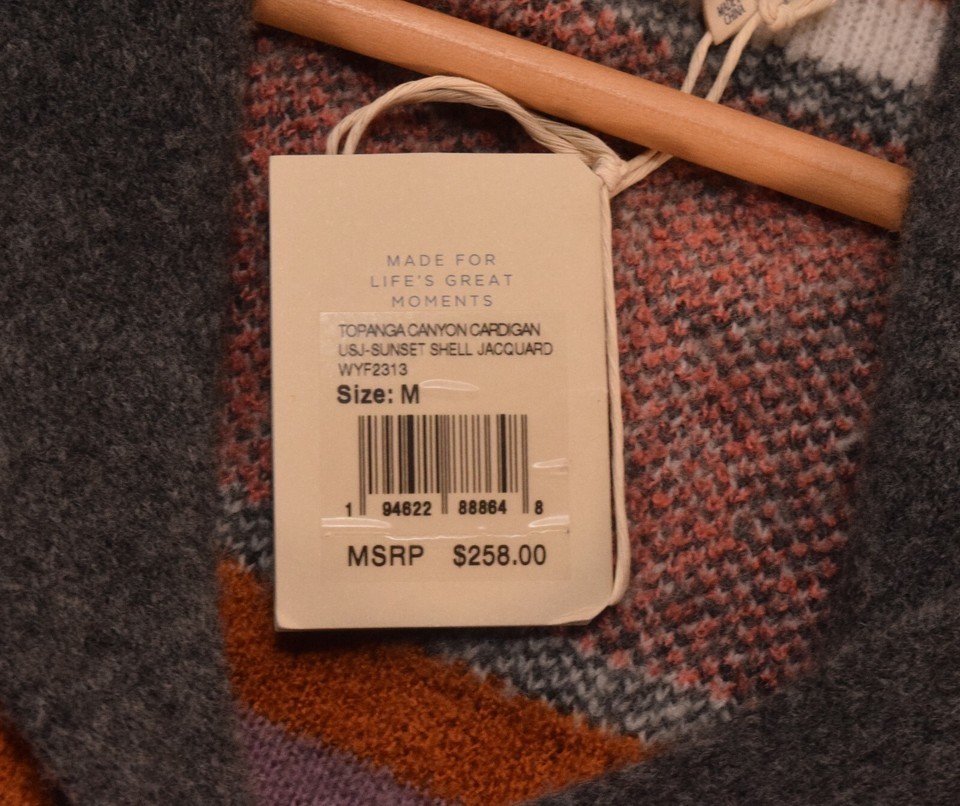 MADE FOR
LIFE'S GREAT
MOMENTS
TOPANGA CANYON CARDIGAN
USJ-SUNSET SHELL JACQUARD
WYF2313
Size: M
1 94622 88864 8
MSRP $258.00